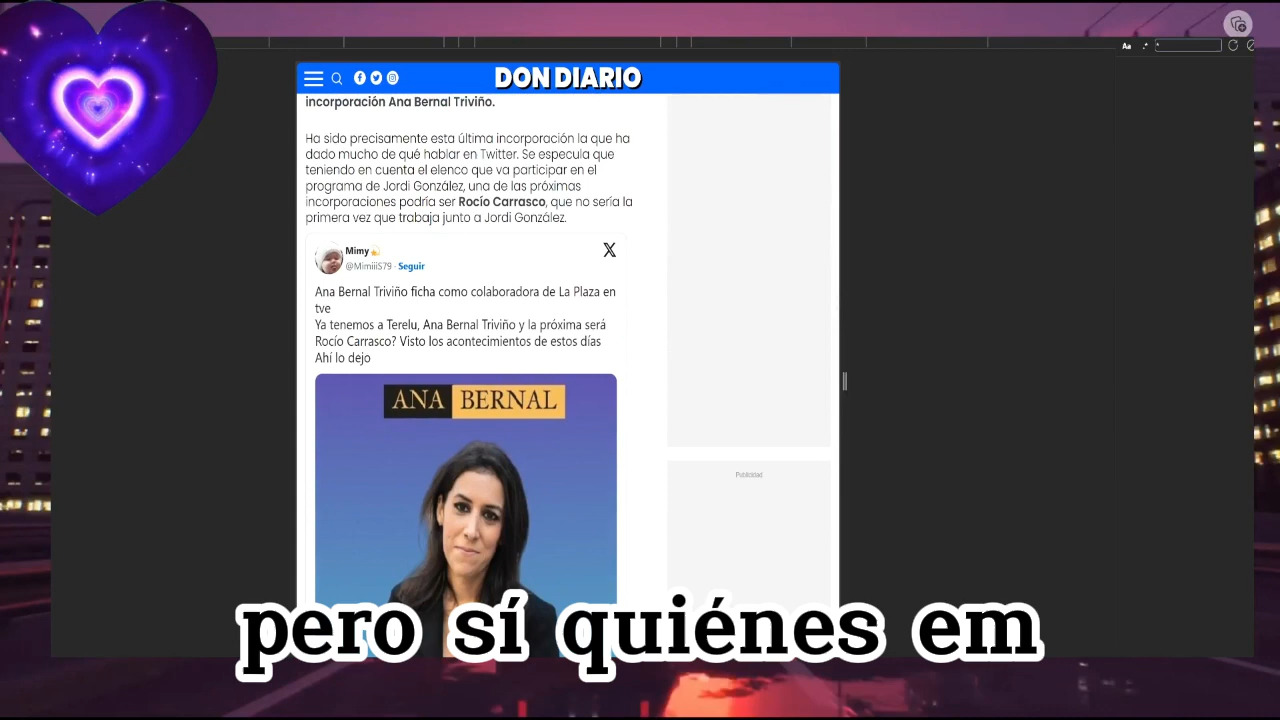 Aa .*
DON DIARIO
incorporación Ana Bernal Triviño.
Ha sido precisamente esta última incorporación la que ha
dado mucho de qué hablar en Twitter. Se especula que
teniendo en cuenta el elenco que va participar en el
programa de Jordi González, una de las próximas
incorporaciones podría ser Rocío Carrasco, que no sería la
primera vez que trabaja junto a Jordi González.
Mimy
@MimiiiS79 · Seguir
Ana Bernal Triviño ficha como colaboradora de La Plaza en
tve
Ya tenemos a Terelu, Ana Bernal Triviño y la próxima será
Rocío Carrasco? Visto los acontecimientos de estos días
Ahí lo dejo
ANA BERNAL
Publicidad
pero sí quiénes em